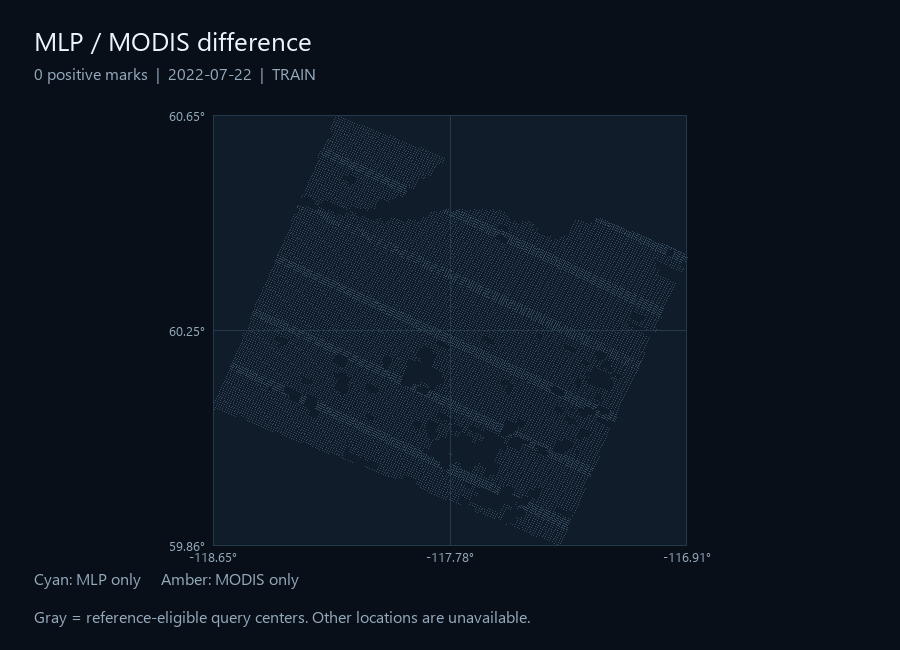 MLP / MODIS difference
0 positive marks | 2022-07-22 | TRAIN
60.65°
60.25°
59.86°
-118.65°
-117.78°
-116.91°
Cyan: MLP only Amber: MODIS only
Gray = reference-eligible query centers. Other locations are unavailable.